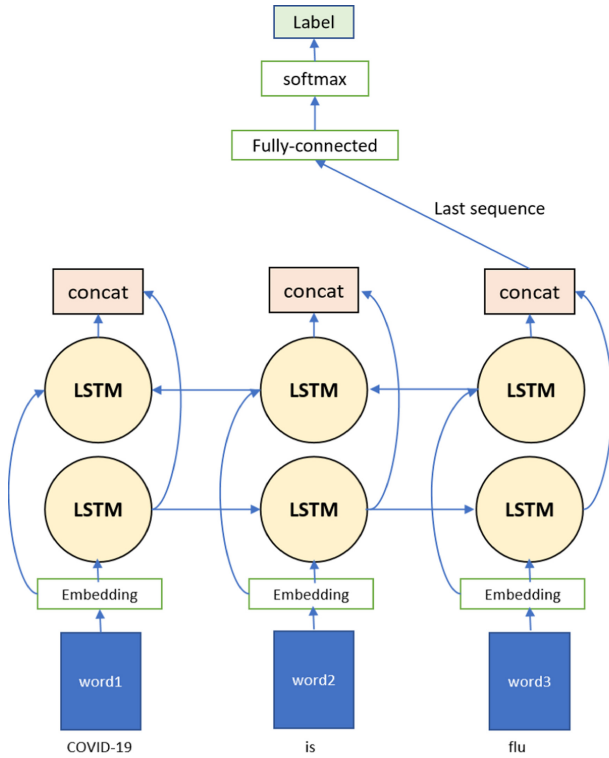 Label
softmax
Fully-connected
Last sequence
concat concat concat
LSTM LSTM LSTM
LSTM LSTM LSTM
Embedding Embedding Embedding
word1 word2 word3
COVID-19 is flu